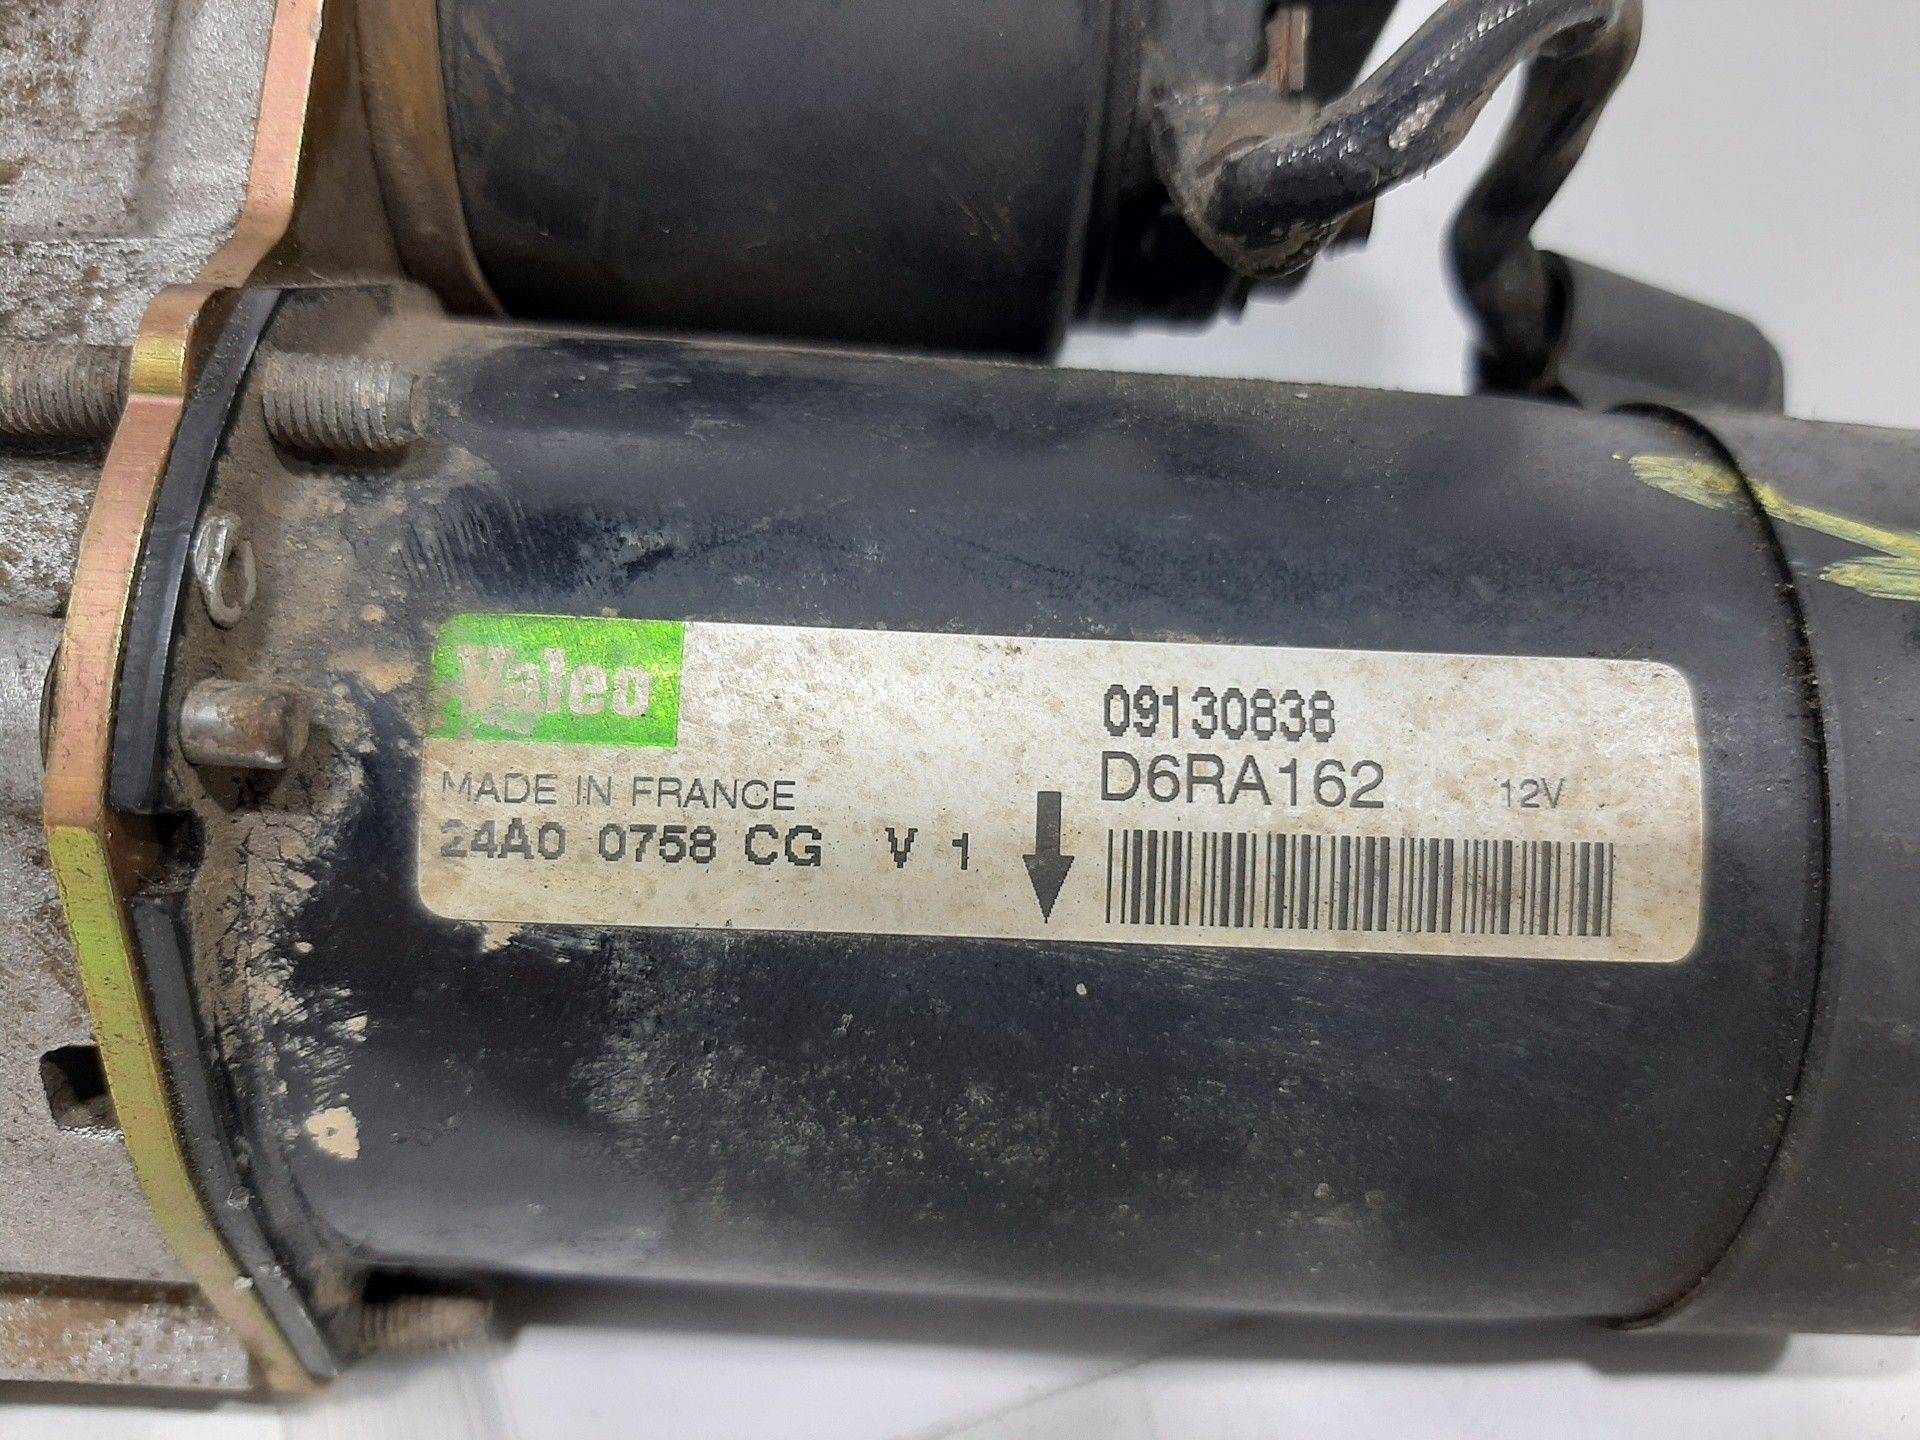 Valeo
09130838
D6RA162 12V
MADE IN FRANCE
24A0 0758 CG V 1